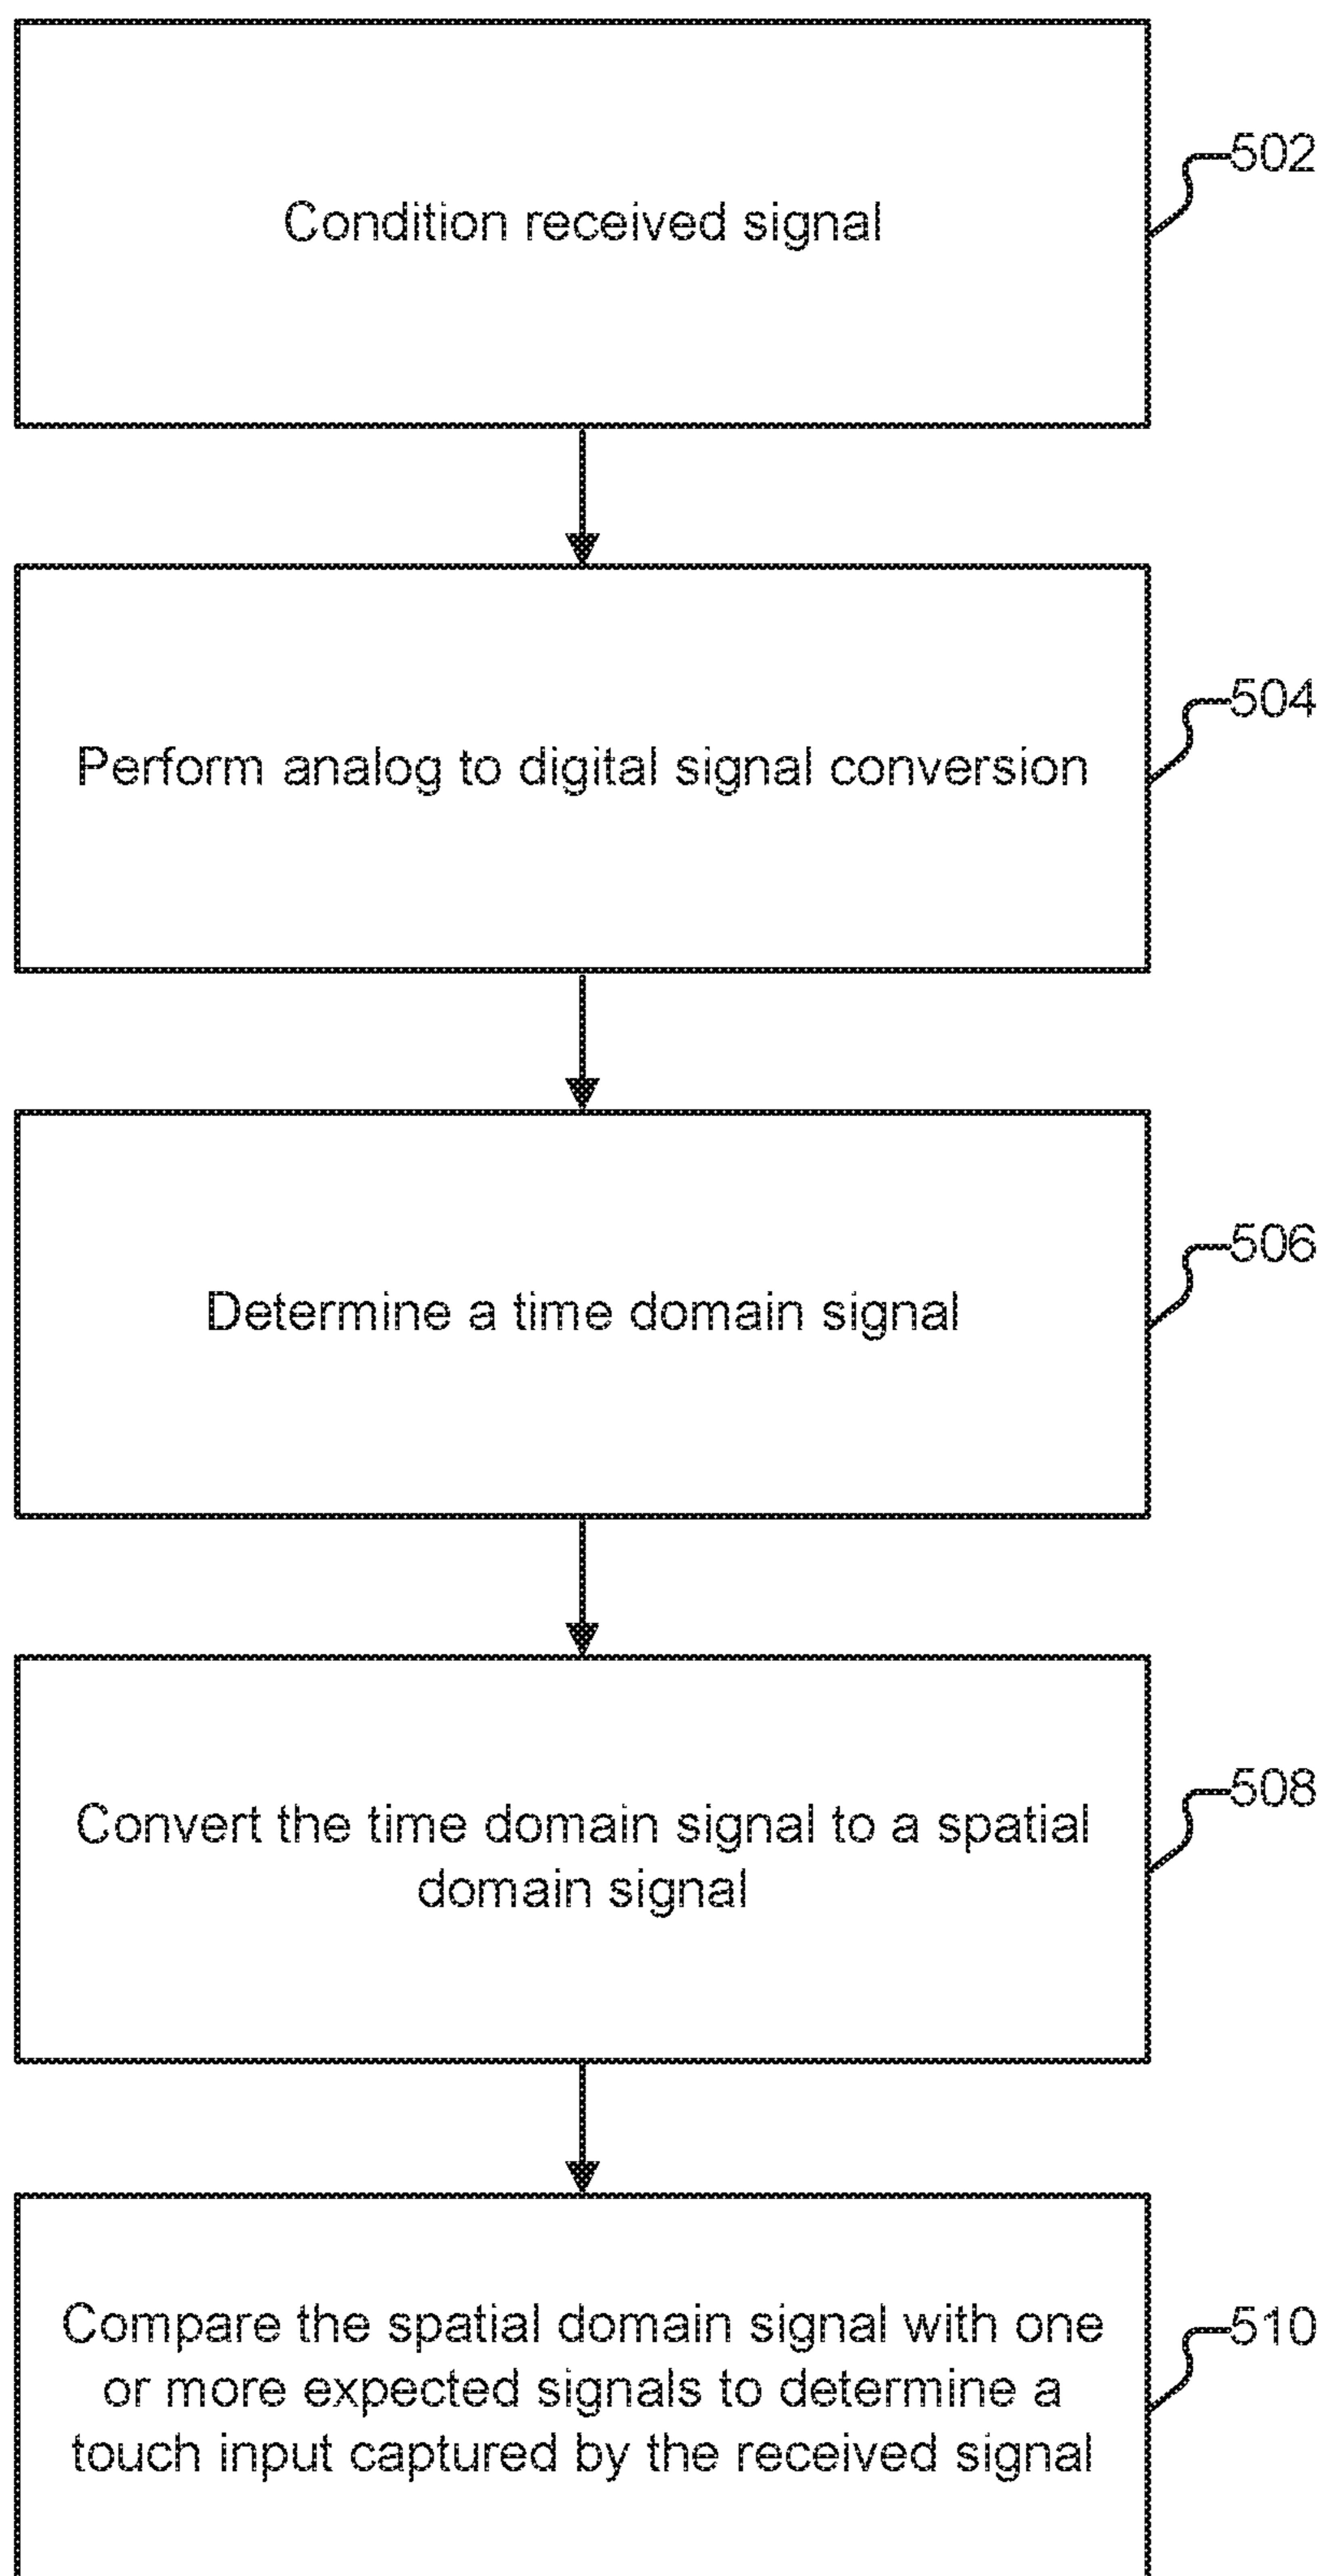 Condition received signal
502
Perform analog to digital signal conversion
504
Determine a time domain signal
506
Convert the time domain signal to a spatial
domain signal
508
Compare the spatial domain signal with one
or more expected signals to determine a
touch input captured by the received signal
510